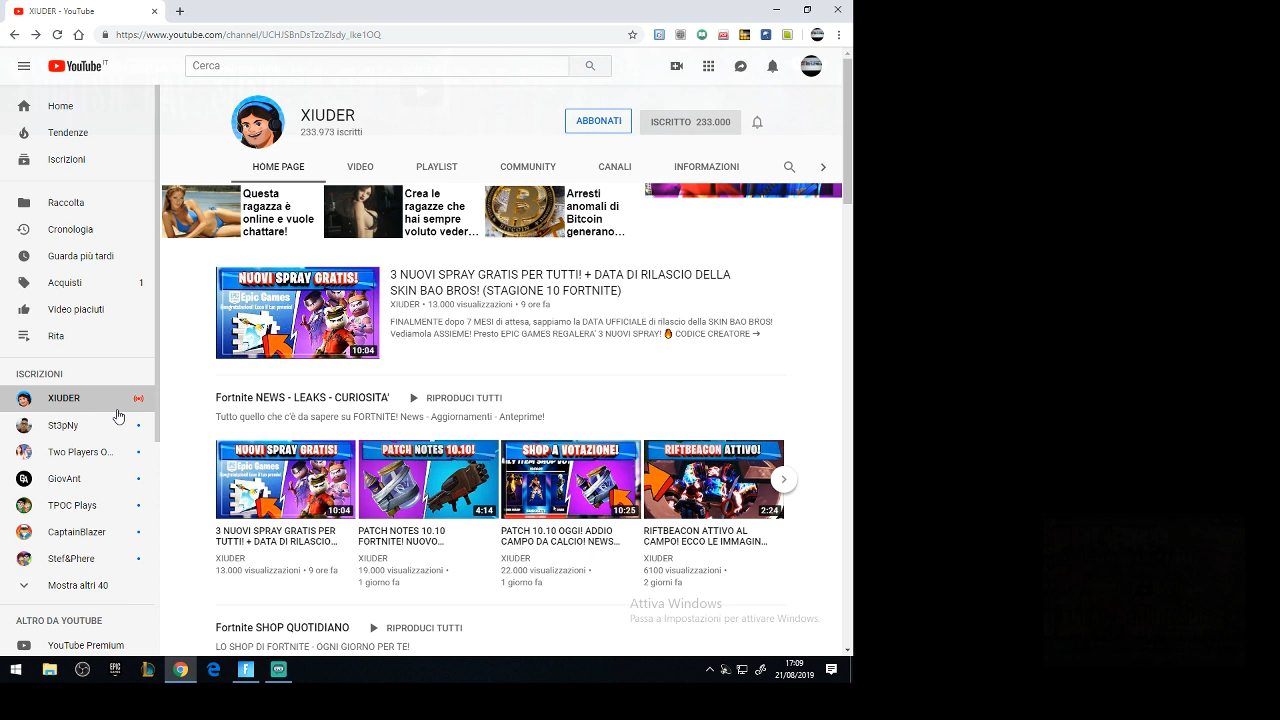 XIUDER - YouTube
https://www.youtube.com/channel/UCHJSBnDsTzoZlsdy_Ike1OQ
YouTube IT
Cerca
Home
Tendenze
Iscrizioni
Raccolta
Cronologia
Guarda più tardi
Acquisti 1
Video piaciuti
Rita
ISCRIZIONI
XIUDER
St3pNy
Two Players O...
GiovAnt
TPOC Plays
CaptainBlazer
Stef&Phere
Mostra altri 40
ALTRO DA YOUTUBE
YouTube Premium
XIUDER
233.973 iscritti
ABBONATI
ISCRITTO 233.000
HOME PAGE VIDEO PLAYLIST COMMUNITY CANALI INFORMAZIONI
Questa
ragazza è
online e vuole
chattare!
Crea le
ragazze che
hai sempre
voluto veder...
Arresti
anomali di
Bitcoin
generano...
NUOVI SPRAY GRATIS!
Epic Games
10:04
3 NUOVI SPRAY GRATIS PER TUTTI! + DATA DI RILASCIO DELLA
SKIN BAO BROS! (STAGIONE 10 FORTNITE)
XIUDER • 13.000 visualizzazioni • 9 ore fa
FINALMENTE dopo 7 MESI di attesa, sappiamo la DATA UFFICIALE di rilascio della SKIN BAO BROS!
Vediamola ASSIEME! Presto EPIC GAMES REGALERA' 3 NUOVI SPRAY! 🔥 CODICE CREATORE →
Fortnite NEWS - LEAKS - CURIOSITA'
RIPRODUCI TUTTI
Tutto quello che c'è da sapere su FORTNITE! News - Aggiornamenti - Anteprime!
NUOVI SPRAY GRATIS!
Epic Games
10:04
3 NUOVI SPRAY GRATIS PER
TUTTI! + DATA DI RILASCIO...
XIUDER
13.000 visualizzazioni • 9 ore fa
PATCH NOTES 10.10!
4:14
PATCH NOTES 10.10
FORTNITE! NUOVO...
XIUDER
19.000 visualizzazioni •
1 giorno fa
SHOP A VOTAZIONE!
10:25
PATCH 10.10 OGGI! ADDIO
CAMPO DA CALCIO! NEWS...
XIUDER
22.000 visualizzazioni •
1 giorno fa
RIFTBEACON ATTIVO!
2:24
RIFTBEACON ATTIVO AL
CAMPO! ECCO LE IMMAGIN...
XIUDER
6100 visualizzazioni •
2 giorni fa
Attiva Windows
Passa a Impostazioni per attivare Windows.
Fortnite SHOP QUOTIDIANO
RIPRODUCI TUTTI
LO SHOP DI FORTNITE - OGNI GIORNO PER TE!
EPIC
17:09
21/08/2019